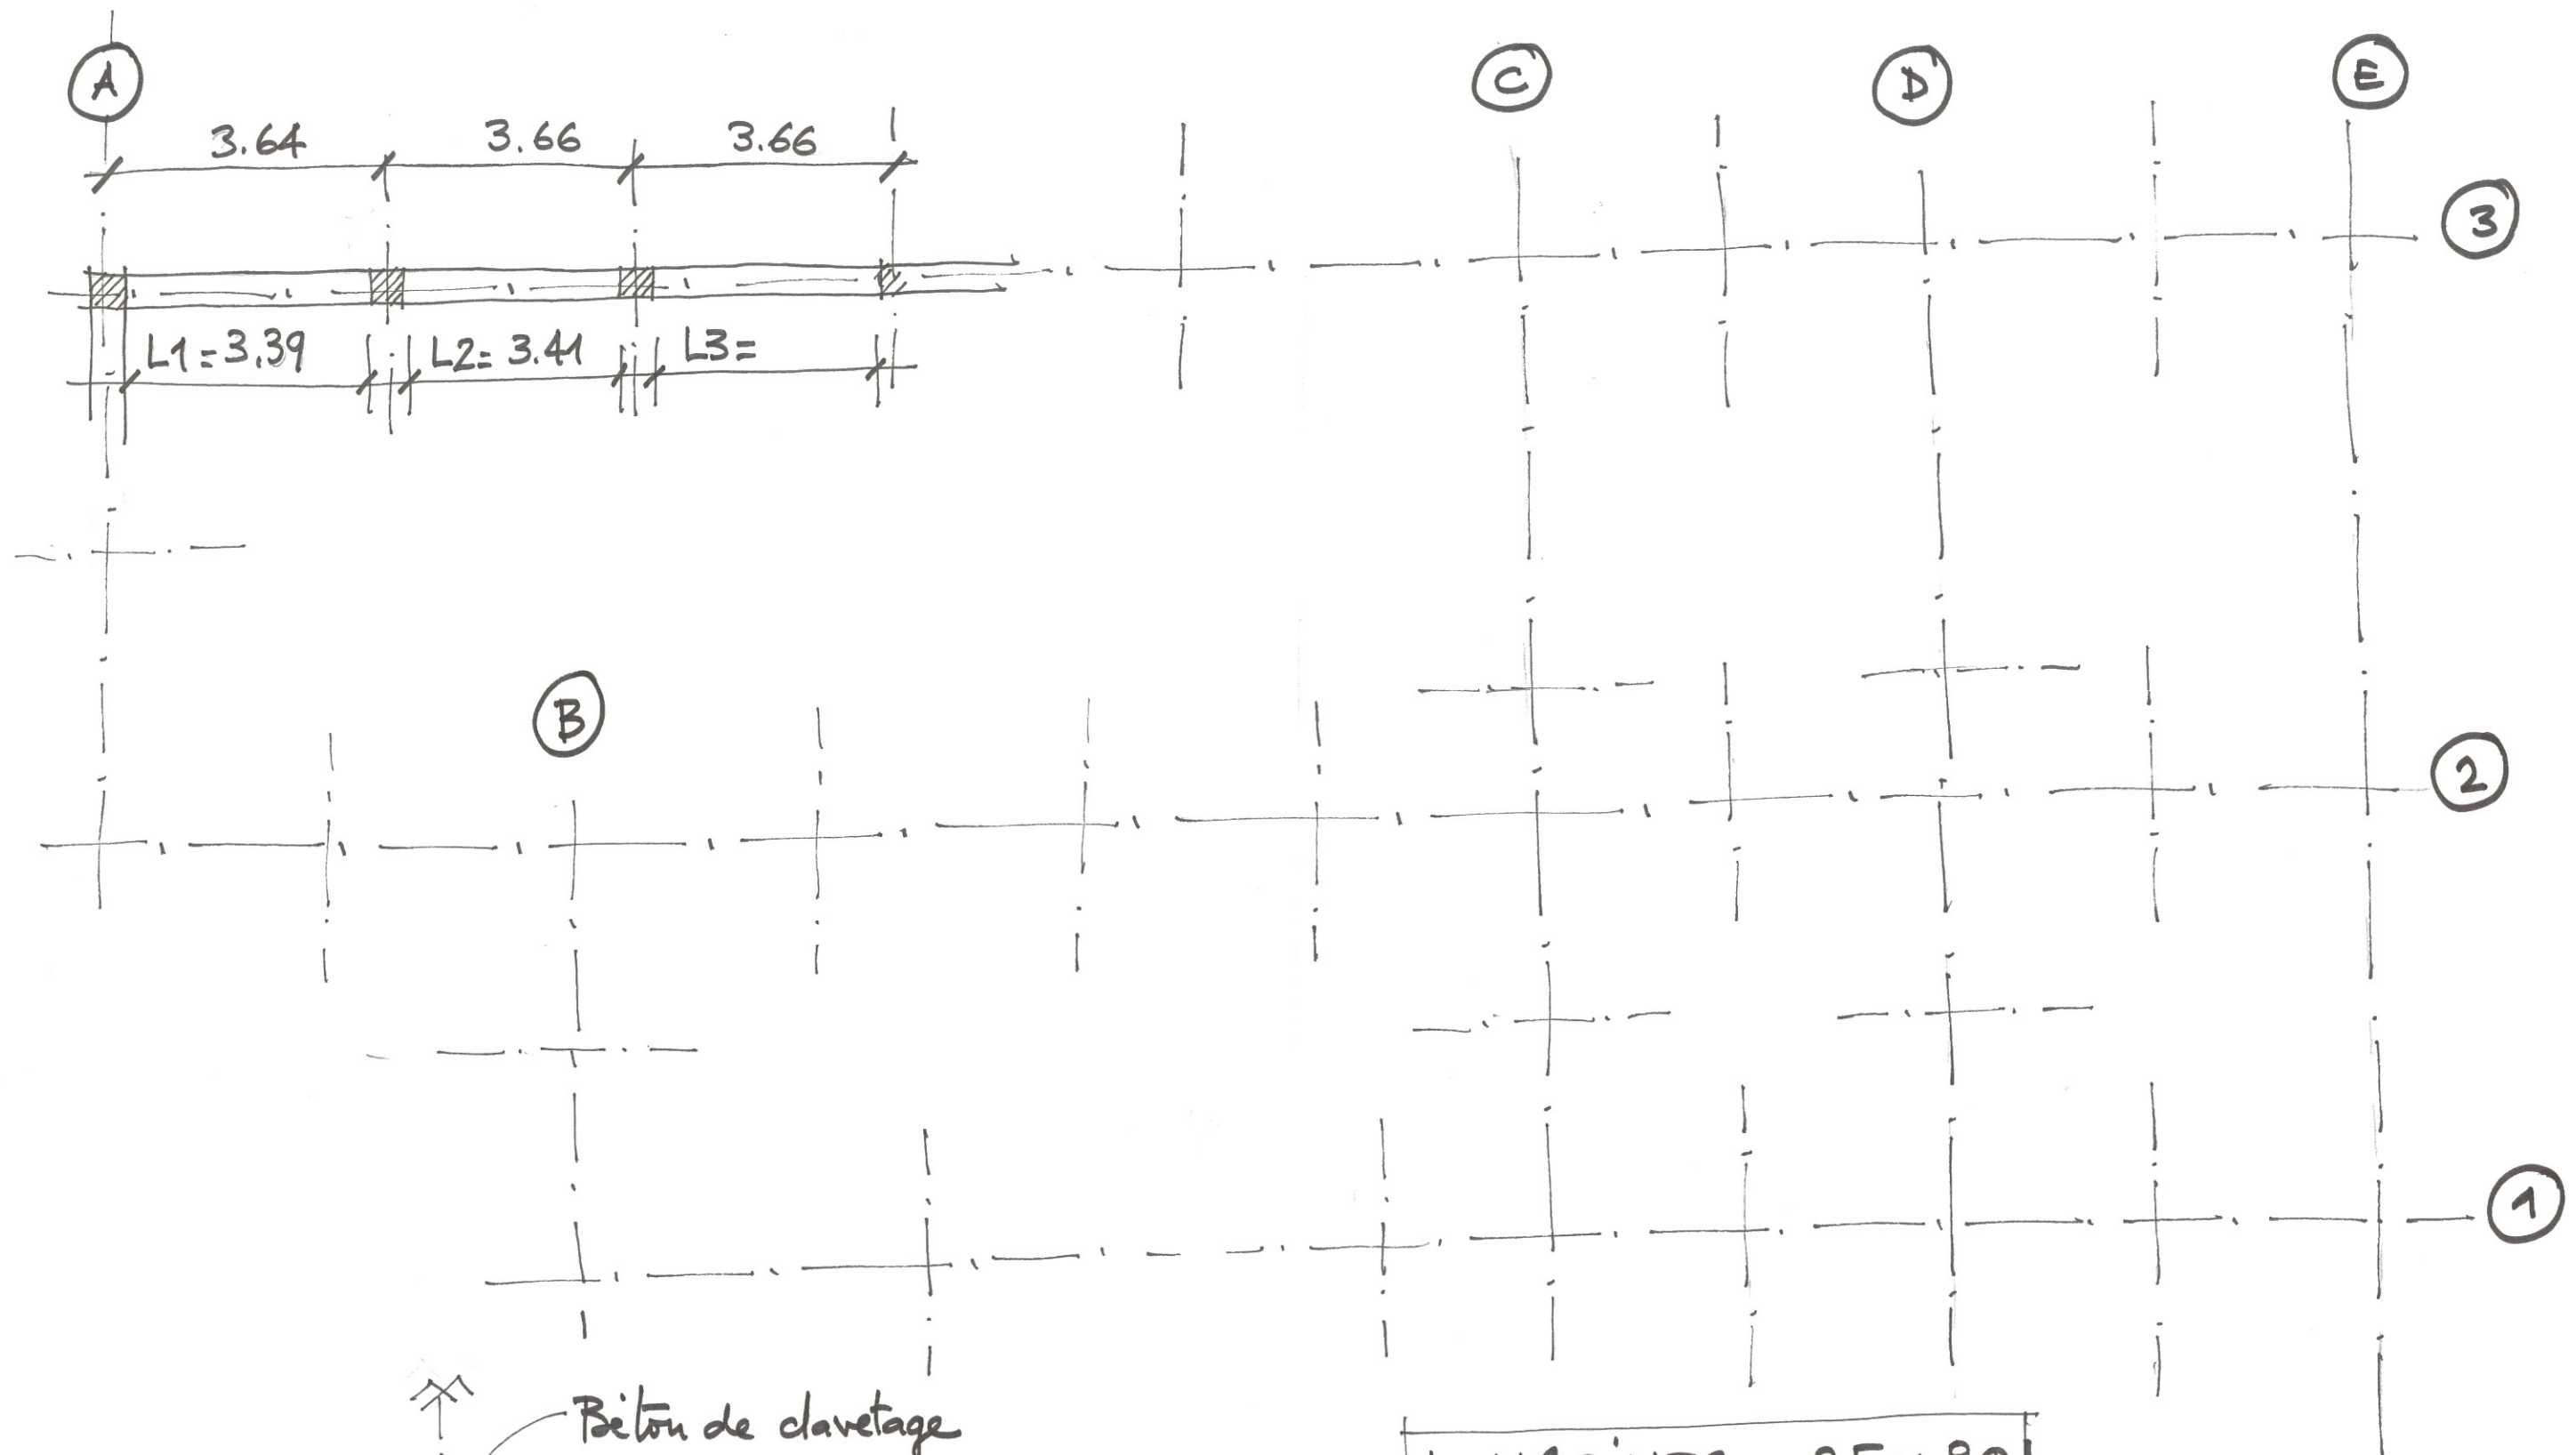 A
C
D
E
3.64 3.66 3.66
3
L1=3.39 L2=3.41 L3=
B
2
1
Béton de clavetage